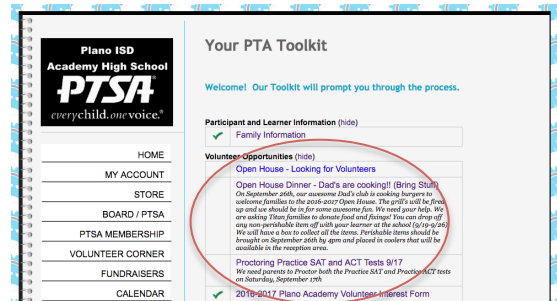 Plano ISD
Academy High School
PTSA
everychild.onevoice.®
HOME
MY ACCOUNT
STORE
BOARD / PTSA
PTSA MEMBERSHIP
VOLUNTEER CORNER
FUNDRAISERS
CALENDAR
Your PTA Toolkit
Welcome! Our Toolkit will prompt you through the process.
Participant and Learner Information (hide)
Family Information
Volunteer Opportunities (hide)
Open House - Looking for Volunteers
Open House Dinner - Dad's are cooking!! (Bring Stuff)
On September 26th, our awesome Dad's club is cooking burgers to
welcome families to the 2016-2017 Open House. The grill's will be fired
up and we should be in for some awesome fun. We need your help. We
are asking Titan families to donate food and fixings! You can drop off
any non-perishable item off with your learner at the school (9/19-9/26)
We will have a box to collect all the items. Perishable items should be
brought on September 26th by 4pm and placed in coolers that will be
available in the reception area.
Proctoring Practice SAT and ACT Tests 9/17
We need parents to Proctor both the Practice SAT and Practice ACT tests
on Saturday, September 17th
2016-2017 Plano Academy Volunteer Interest Form